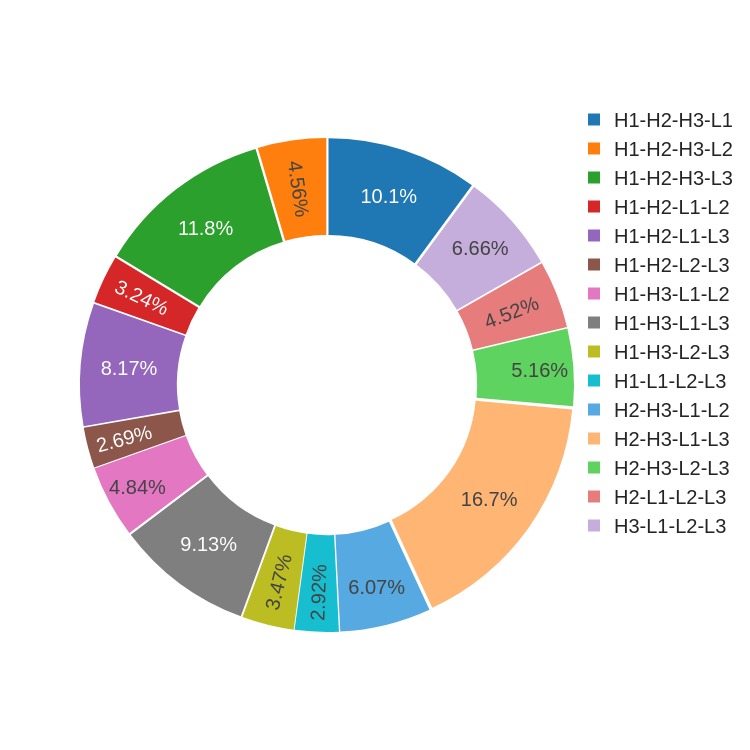 10.1%
6.66%
4.52%
5.16%
16.7%
6.07%
2.92%
3.47%
9.13%
4.84%
2.69%
8.17%
3.24%
11.8%
4.56%
H1-H2-H3-L1
H1-H2-H3-L2
H1-H2-H3-L3
H1-H2-L1-L2
H1-H2-L1-L3
H1-H2-L2-L3
H1-H3-L1-L2
H1-H3-L1-L3
H1-H3-L2-L3
H1-L1-L2-L3
H2-H3-L1-L2
H2-H3-L1-L3
H2-H3-L2-L3
H2-L1-L2-L3
H3-L1-L2-L3